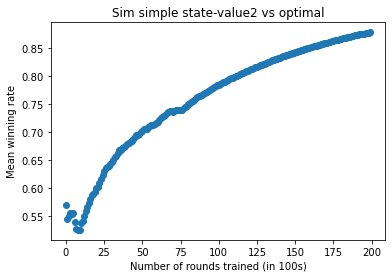 Sim simple state-value2 vs optimal
Mean winning rate
0.85
0.80
0.75
0.70
0.65
0.60
0.55
0 25 50 75 100 125 150 175 200
Number of rounds trained (in 100s)